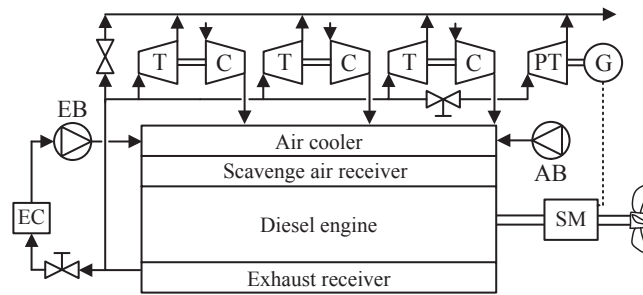 T C T C T C PT G
EB
Air cooler
AB
Scavenge air receiver
EC
Diesel engine
SM
Exhaust receiver